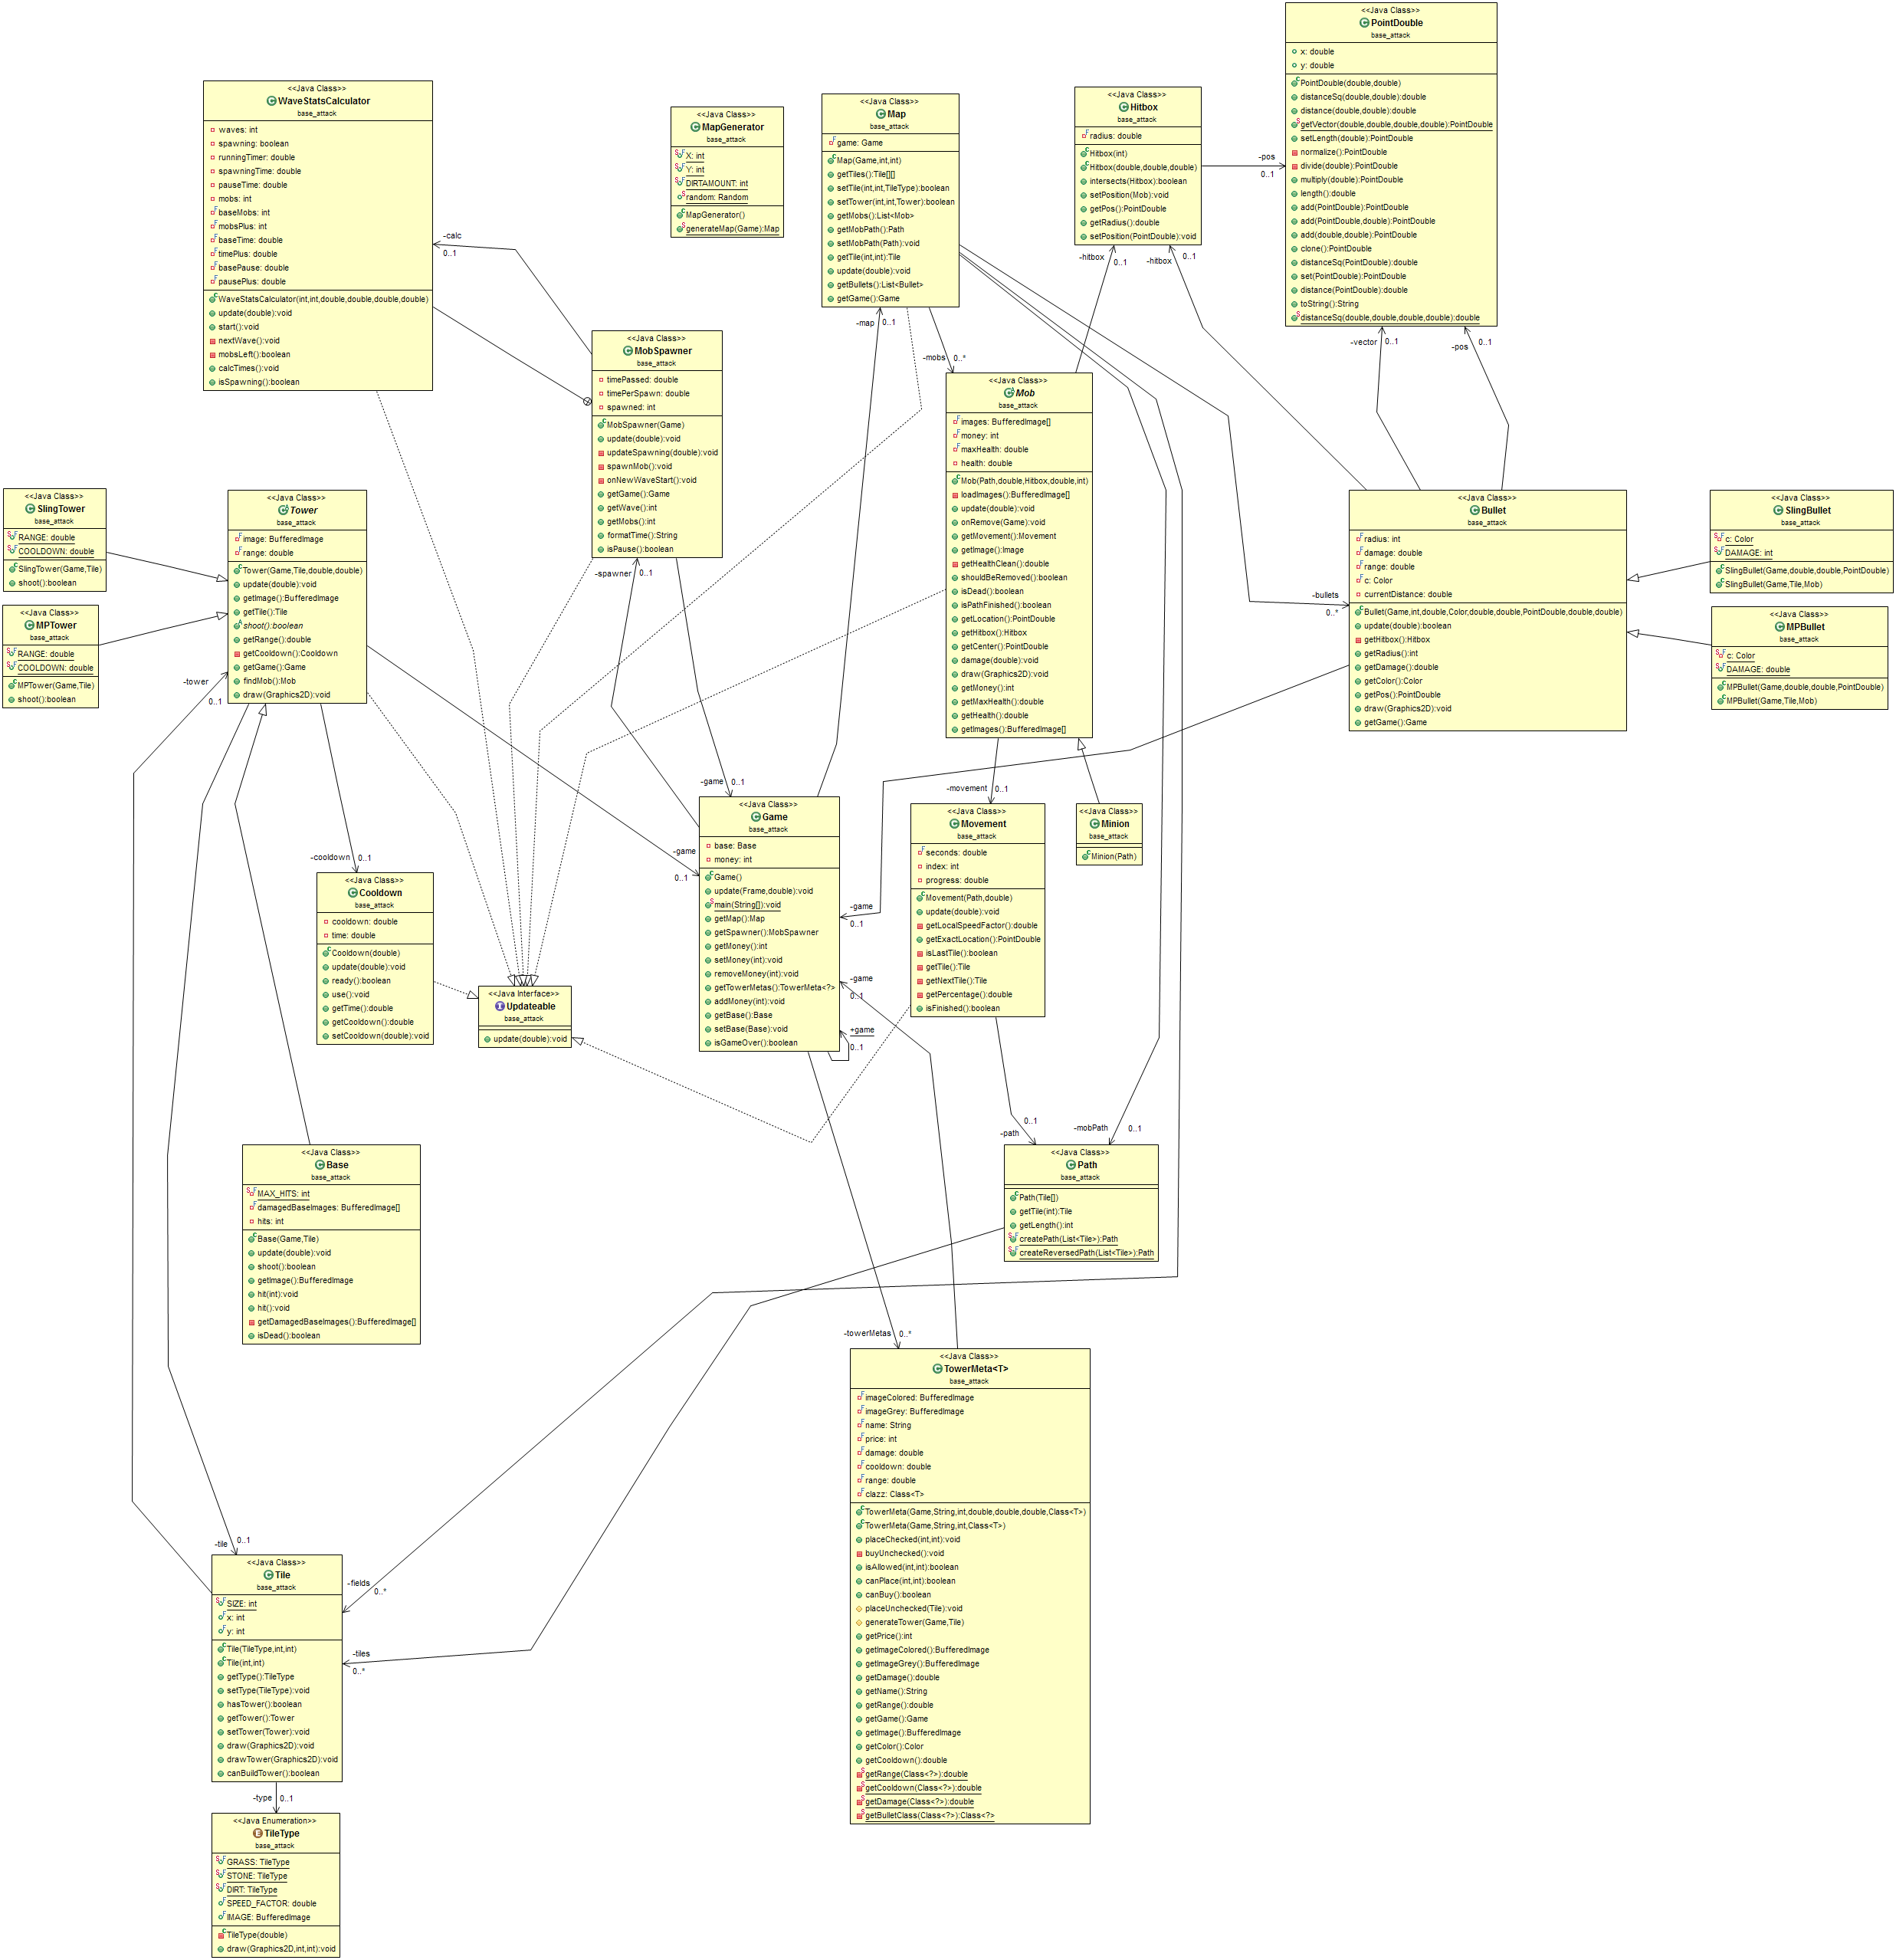 <<Java Class>>
PointDouble
base_attack
x: double
y: double
PointDouble(double,double)
distanceSq(double,double):double
distance(double,double):double
getVector(double,double,double,double):PointDouble
setLength(double):PointDouble
normalize():PointDouble
divide(double):PointDouble
multiply(double):PointDouble
length():double
add(PointDouble):PointDouble
add(PointDouble,double):PointDouble
add(double,double):PointDouble
clone():PointDouble
distanceSq(PointDouble):double
set(PointDouble):PointDouble
distance(PointDouble):double
toString():String
distanceSq(double,double,double,double):double
<<Java Class>>
WaveStatsCalculator
base_attack
waves: int
spawning: boolean
runningTimer: double
spawningTime: double
pauseTime: double
mobs: int
baseMobs: int
mobsPlus: int
baseTime: double
timePlus: double
basePause: double
pausePlus: double
WaveStatsCalculator(int,int,double,double,double,double)
update(double):void
start():void
nextWave():void
mobsLeft():boolean
calcTimes():void
isSpawning():boolean
<<Java Class>>
MapGenerator
base_attack
X: int
Y: int
DIRTAMOUNT: int
random: Random
MapGenerator()
generateMap(Game):Map
<<Java Class>>
Map
base_attack
game: Game
Map(Game,int,int)
getTiles():Tile[][]
setTile(int,int,TileType):boolean
setTower(int,int,Tower):boolean
getMobs():List<Mob>
getMobPath():Path
setMobPath(Path):void
getTile(int,int):Tile
update(double):void
getBullets():List<Bullet>
getGame():Game
<<Java Class>>
Hitbox
base_attack
radius: double
Hitbox(int)
Hitbox(double,double,double)
intersects(Hitbox):boolean
setPosition(Mob):void
getPos():PointDouble
getRadius():double
setPosition(PointDouble):void
-pos
0..1
-calc
0..1
-hitbox
0..1
-hitbox
0..1
-map
0..1
-mobs
0..*
-vector
0..1
-pos
0..1
<<Java Class>>
MobSpawner
base_attack
timePassed: double
timePerSpawn: double
spawned: int
MobSpawner(Game)
update(double):void
updateSpawning(double):void
spawnMob():void
onNewWaveStart():void
getGame():Game
getWave():int
getMobs():int
formatTime():String
isPause():boolean
<<Java Class>>
Mob
base_attack
images: BufferedImage[]
money: int
maxHealth: double
health: double
Mob(Path,double,Hitbox,double,int)
loadImages():BufferedImage[]
update(double):void
onRemove(Game):void
getMovement():Movement
getImage():Image
getHealthClean():double
shouldBeRemoved():boolean
isDead():boolean
isPathFinished():boolean
getLocation():PointDouble
getHitbox():Hitbox
getCenter():PointDouble
damage(double):void
draw(Graphics2D):void
getMoney():int
getMaxHealth():double
getHealth():double
getImages():BufferedImage[]
<<Java Class>>
SlingTower
base_attack
RANGE: double
COOLDOWN: double
SlingTower(Game,Tile)
shoot():boolean
<<Java Class>>
MPTower
base_attack
RANGE: double
COOLDOWN: double
MPTower(Game,Tile)
shoot():boolean
<<Java Class>>
Tower
base_attack
image: BufferedImage
range: double
Tower(Game,Tile,double,double)
update(double):void
getImage():BufferedImage
getTile():Tile
shoot():boolean
getRange():double
getCooldown():Cooldown
getGame():Game
findMob():Mob
draw(Graphics2D):void
-tower
0..1
-spawner
0..1
<<Java Class>>
Bullet
base_attack
radius: int
damage: double
range: double
c: Color
currentDistance: double
Bullet(Game,int,double,Color,double,double,PointDouble,double,double)
update(double):boolean
getHitbox():Hitbox
getRadius():int
getDamage():double
getColor():Color
getPos():PointDouble
draw(Graphics2D):void
getGame():Game
-bullets
0..*
<<Java Class>>
SlingBullet
base_attack
c: Color
DAMAGE: int
SlingBullet(Game,double,double,PointDouble)
SlingBullet(Game,Tile,Mob)
<<Java Class>>
MPBullet
base_attack
c: Color
DAMAGE: double
MPBullet(Game,double,double,PointDouble)
MPBullet(Game,Tile,Mob)
-game
0..1
-movement
0..1
<<Java Class>>
Game
base_attack
base: Base
money: int
Game()
update(Frame,double):void
main(String[]):void
getMap():Map
getSpawner():MobSpawner
getMoney():int
setMoney(int):void
removeMoney(int):void
getTowerMetas():TowerMeta<?>
addMoney(int):void
getBase():Base
setBase(Base):void
isGameOver():boolean
-game
0..1
-game
0..1
-game
0..1
+game
0..1
<<Java Class>>
Movement
base_attack
seconds: double
index: int
progress: double
Movement(Path,double)
update(double):void
getLocalSpeedFactor():double
getExactLocation():PointDouble
isLastTile():boolean
getTile():Tile
getNextTile():Tile
getPercentage():double
isFinished():boolean
<<Java Class>>
Minion
base_attack
Minion(Path)
-cooldown
0..1
<<Java Class>>
Cooldown
base_attack
cooldown: double
time: double
Cooldown(double)
update(double):void
ready():boolean
use():void
getTime():double
getCooldown():double
setCooldown(double):void
<<Java Interface>>
Updateable
base_attack
update(double):void
-path
0..1
-mobPath
0..1
<<Java Class>>
Path
base_attack
Path(Tile[])
getTile(int):Tile
getLength():int
createPath(List<Tile>):Path
createReversedPath(List<Tile>):Path
<<Java Class>>
Base
base_attack
MAX_HITS: int
damagedBaseImages: BufferedImage[]
hits: int
Base(Game,Tile)
update(double):void
shoot():boolean
getImage():BufferedImage
hit(int):void
hit():void
getDamagedBaseImages():BufferedImage[]
isDead():boolean
-towerMetas
0..*
<<Java Class>>
TowerMeta<T>
base_attack
imageColored: BufferedImage
imageGrey: BufferedImage
name: String
price: int
damage: double
cooldown: double
range: double
clazz: Class<T>
TowerMeta(Game,String,int,double,double,double,Class<T>)
TowerMeta(Game,String,int,Class<T>)
placeChecked(int,int):void
buyUnchecked():void
isAllowed(int,int):boolean
canPlace(int,int):boolean
canBuy():boolean
placeUnchecked(Tile):void
generateTower(Game,Tile)
getPrice():int
getImageColored():BufferedImage
getImageGrey():BufferedImage
getDamage():double
getName():String
getRange():double
getGame():Game
getImage():BufferedImage
getColor():Color
getCooldown():double
getRange(Class<?>):double
getCooldown(Class<?>):double
getDamage(Class<?>):double
getBulletClass(Class<?>):Class<?>
-tile
0..1
<<Java Class>>
Tile
base_attack
SIZE: int
x: int
y: int
Tile(TileType,int,int)
Tile(int,int)
getType():TileType
setType(TileType):void
hasTower():boolean
getTower():Tower
setTower(Tower):void
draw(Graphics2D):void
drawTower(Graphics2D):void
canBuildTower():boolean
-fields
0..*
-tiles
0..*
-type
0..1
<<Java Enumeration>>
TileType
base_attack
GRASS: TileType
STONE: TileType
DIRT: TileType
SPEED_FACTOR: double
IMAGE: BufferedImage
TileType(double)
draw(Graphics2D,int,int):void